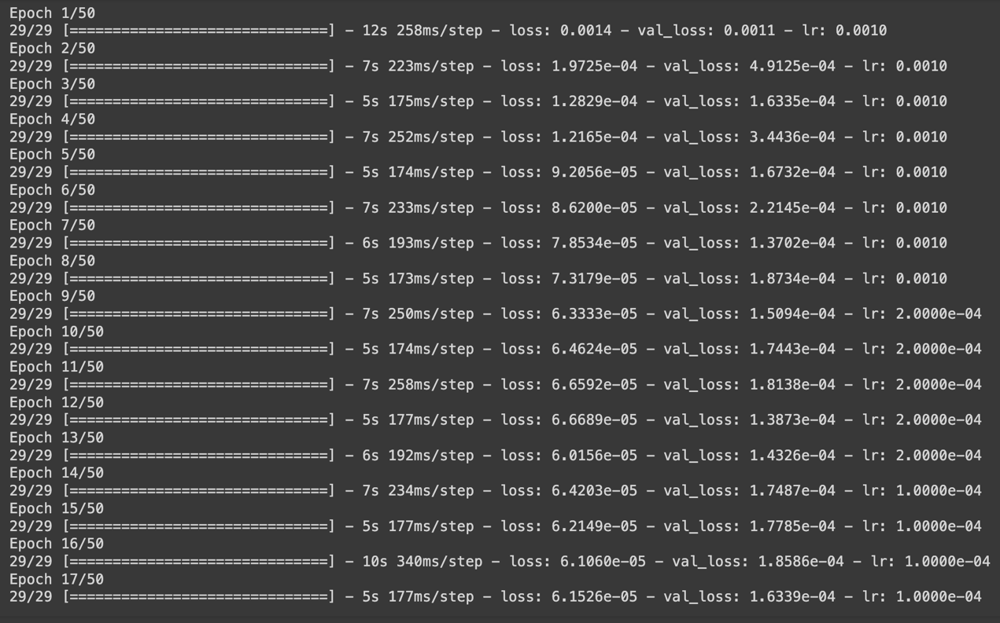 Epoch 1/50
29/29 [==============================] - 12s 258ms/step - loss: 0.0014 - val_loss: 0.0011 - lr: 0.0010
Epoch 2/50
29/29 [==============================] - 7s 223ms/step - loss: 1.9725e-04 - val_loss: 4.9125e-04 - lr: 0.0010
Epoch 3/50
29/29 [==============================] - 5s 175ms/step - loss: 1.2829e-04 - val_loss: 1.6335e-04 - lr: 0.0010
Epoch 4/50
29/29 [==============================] - 7s 252ms/step - loss: 1.2165e-04 - val_loss: 3.4436e-04 - lr: 0.0010
Epoch 5/50
29/29 [==============================] - 5s 174ms/step - loss: 9.2056e-05 - val_loss: 1.6732e-04 - lr: 0.0010
Epoch 6/50
29/29 [==============================] - 7s 233ms/step - loss: 8.6200e-05 - val_loss: 2.2145e-04 - lr: 0.0010
Epoch 7/50
29/29 [==============================] - 6s 193ms/step - loss: 7.8534e-05 - val_loss: 1.3702e-04 - lr: 0.0010
Epoch 8/50
29/29 [==============================] - 5s 173ms/step - loss: 7.3179e-05 - val_loss: 1.8734e-04 - lr: 0.0010
Epoch 9/50
29/29 [==============================] - 7s 250ms/step - loss: 6.3333e-05 - val_loss: 1.5094e-04 - lr: 2.0000e-04
Epoch 10/50
29/29 [==============================] - 5s 174ms/step - loss: 6.4624e-05 - val_loss: 1.7443e-04 - lr: 2.0000e-04
Epoch 11/50
29/29 [==============================] - 7s 258ms/step - loss: 6.6592e-05 - val_loss: 1.8138e-04 - lr: 2.0000e-04
Epoch 12/50
29/29 [==============================] - 5s 177ms/step - loss: 6.6689e-05 - val_loss: 1.3873e-04 - lr: 2.0000e-04
Epoch 13/50
29/29 [==============================] - 6s 192ms/step - loss: 6.0156e-05 - val_loss: 1.4326e-04 - lr: 2.0000e-04
Epoch 14/50
29/29 [==============================] - 7s 234ms/step - loss: 6.4203e-05 - val_loss: 1.7487e-04 - lr: 1.0000e-04
Epoch 15/50
29/29 [==============================] - 5s 177ms/step - loss: 6.2149e-05 - val_loss: 1.7785e-04 - lr: 1.0000e-04
Epoch 16/50
29/29 [==============================] - 10s 340ms/step - loss: 6.1060e-05 - val_loss: 1.8586e-04 - lr: 1.0000e-04
Epoch 17/50
29/29 [==============================] - 5s 177ms/step - loss: 6.1526e-05 - val_loss: 1.6339e-04 - lr: 1.0000e-04